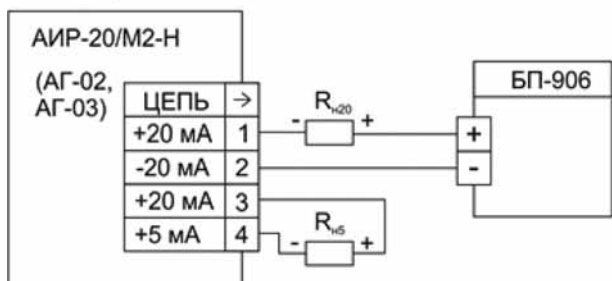 АИР-20/М2-Н
(АГ-02,
АГ-03)
ЦЕПЬ →
+20 мА 1
-20 мА 2
+20 мА 3
+5 мА 4
- Rн20 +
- Rн5 +
БП-906
+
-